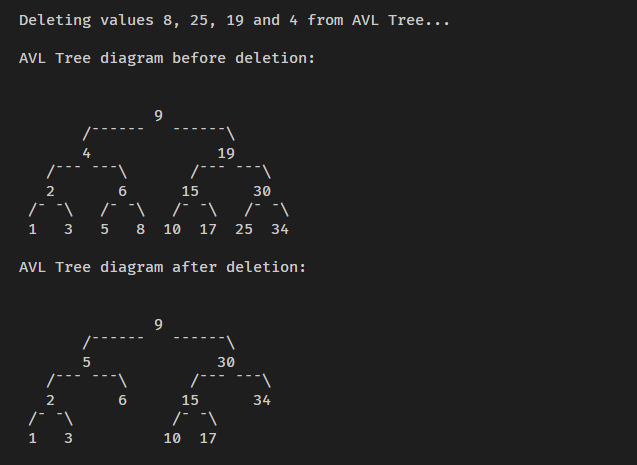 Deleting values 8, 25, 19 and 4 from AVL Tree...
AVL Tree diagram before deletion:
9
/------ ------\
4 19
/--- ---\ /--- ---\
2 6 15 30
/- -\ /- -\ /- -\ /- -\
1 3 5 8 10 17 25 34
AVL Tree diagram after deletion:
9
/------ ------\
5 30
/--- ---\ /--- ---\
2 6 15 34
/- -\ /- -\
1 3 10 17